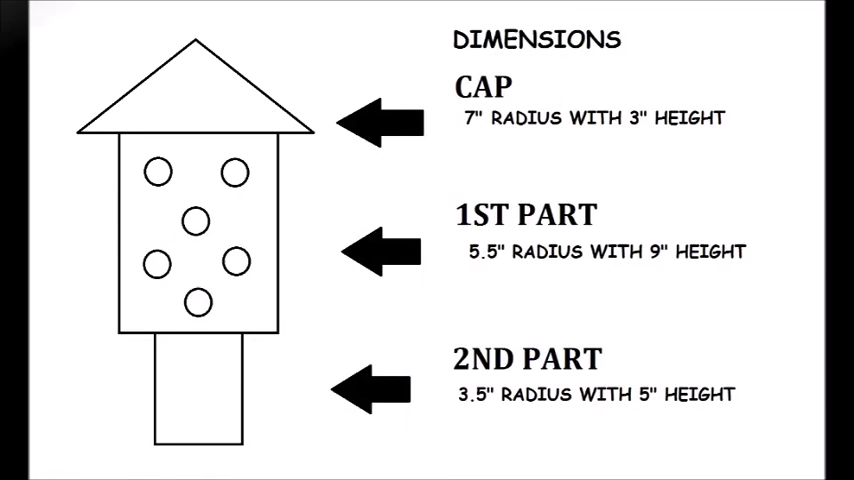 DIMENSIONS
CAP
7" RADIUS WITH 3" HEIGHT
1ST PART
5.5" RADIUS WITH 9" HEIGHT
2ND PART
3.5" RADIUS WITH 5" HEIGHT